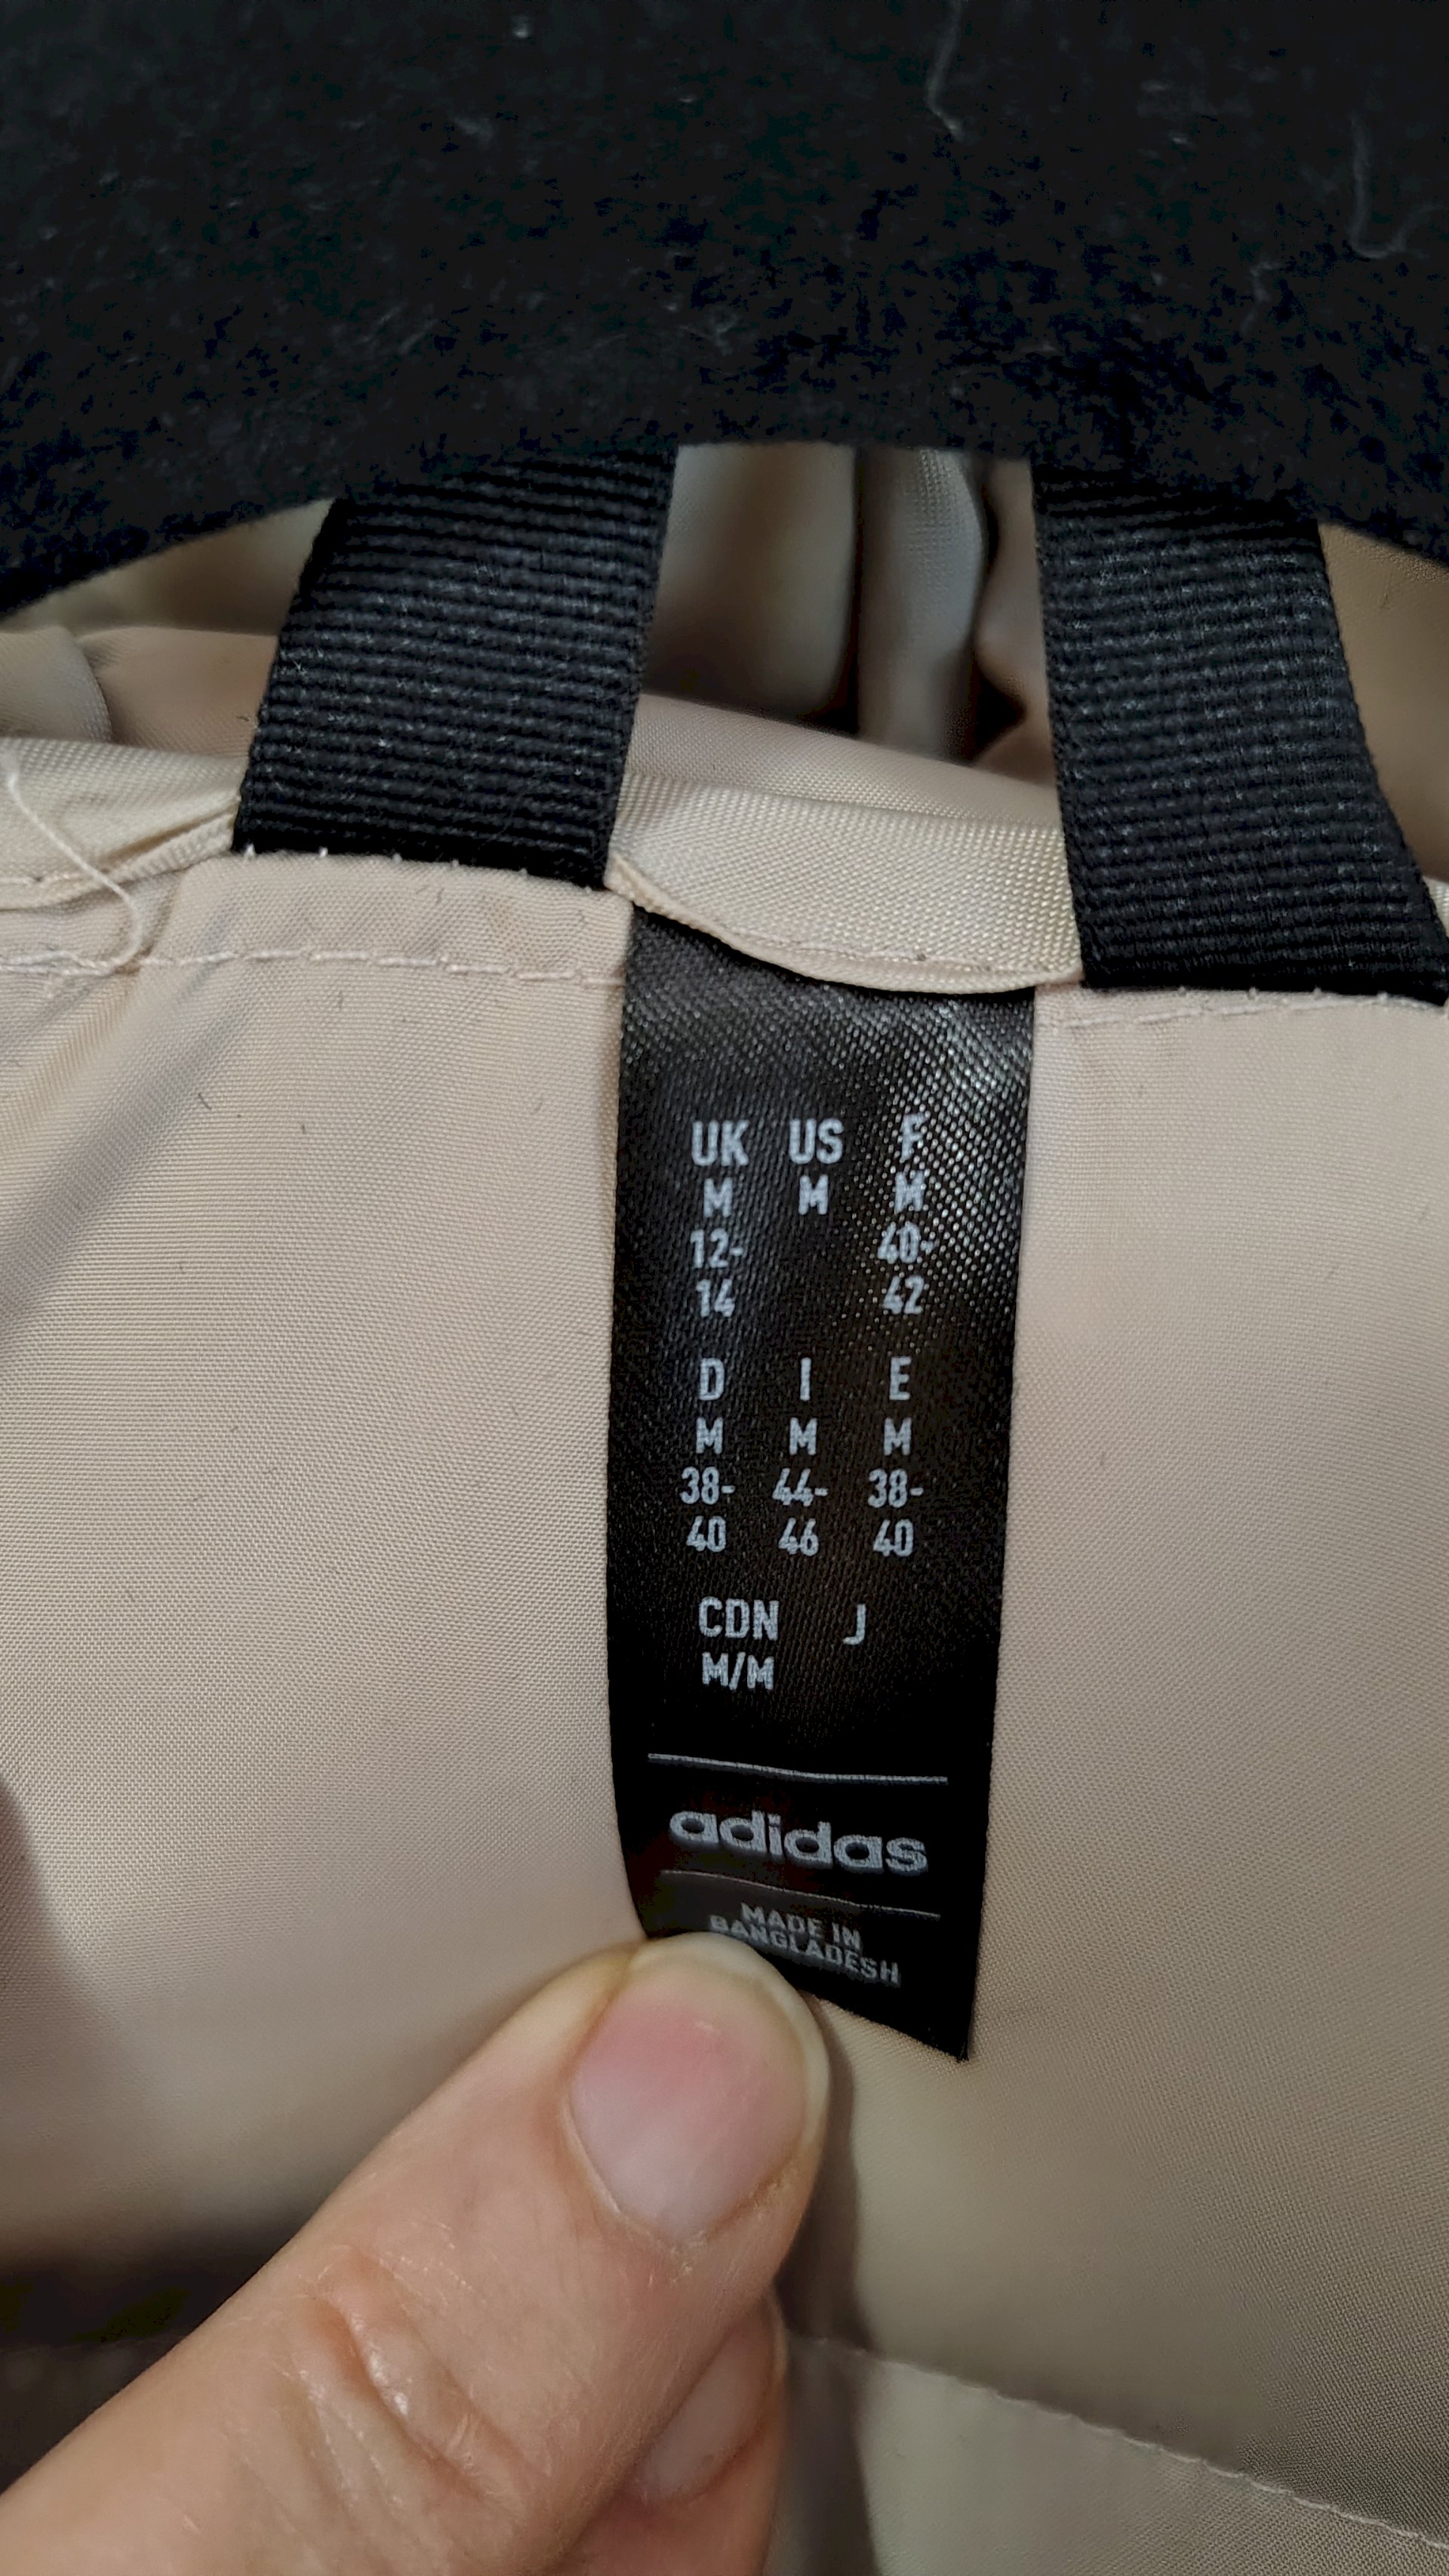 UK US F
M M M
12- 40-
14 42
D I E
M M M
38- 44- 38-
40 46 40
CDN J
M/M
adidas
MADE IN
BANGLADESH